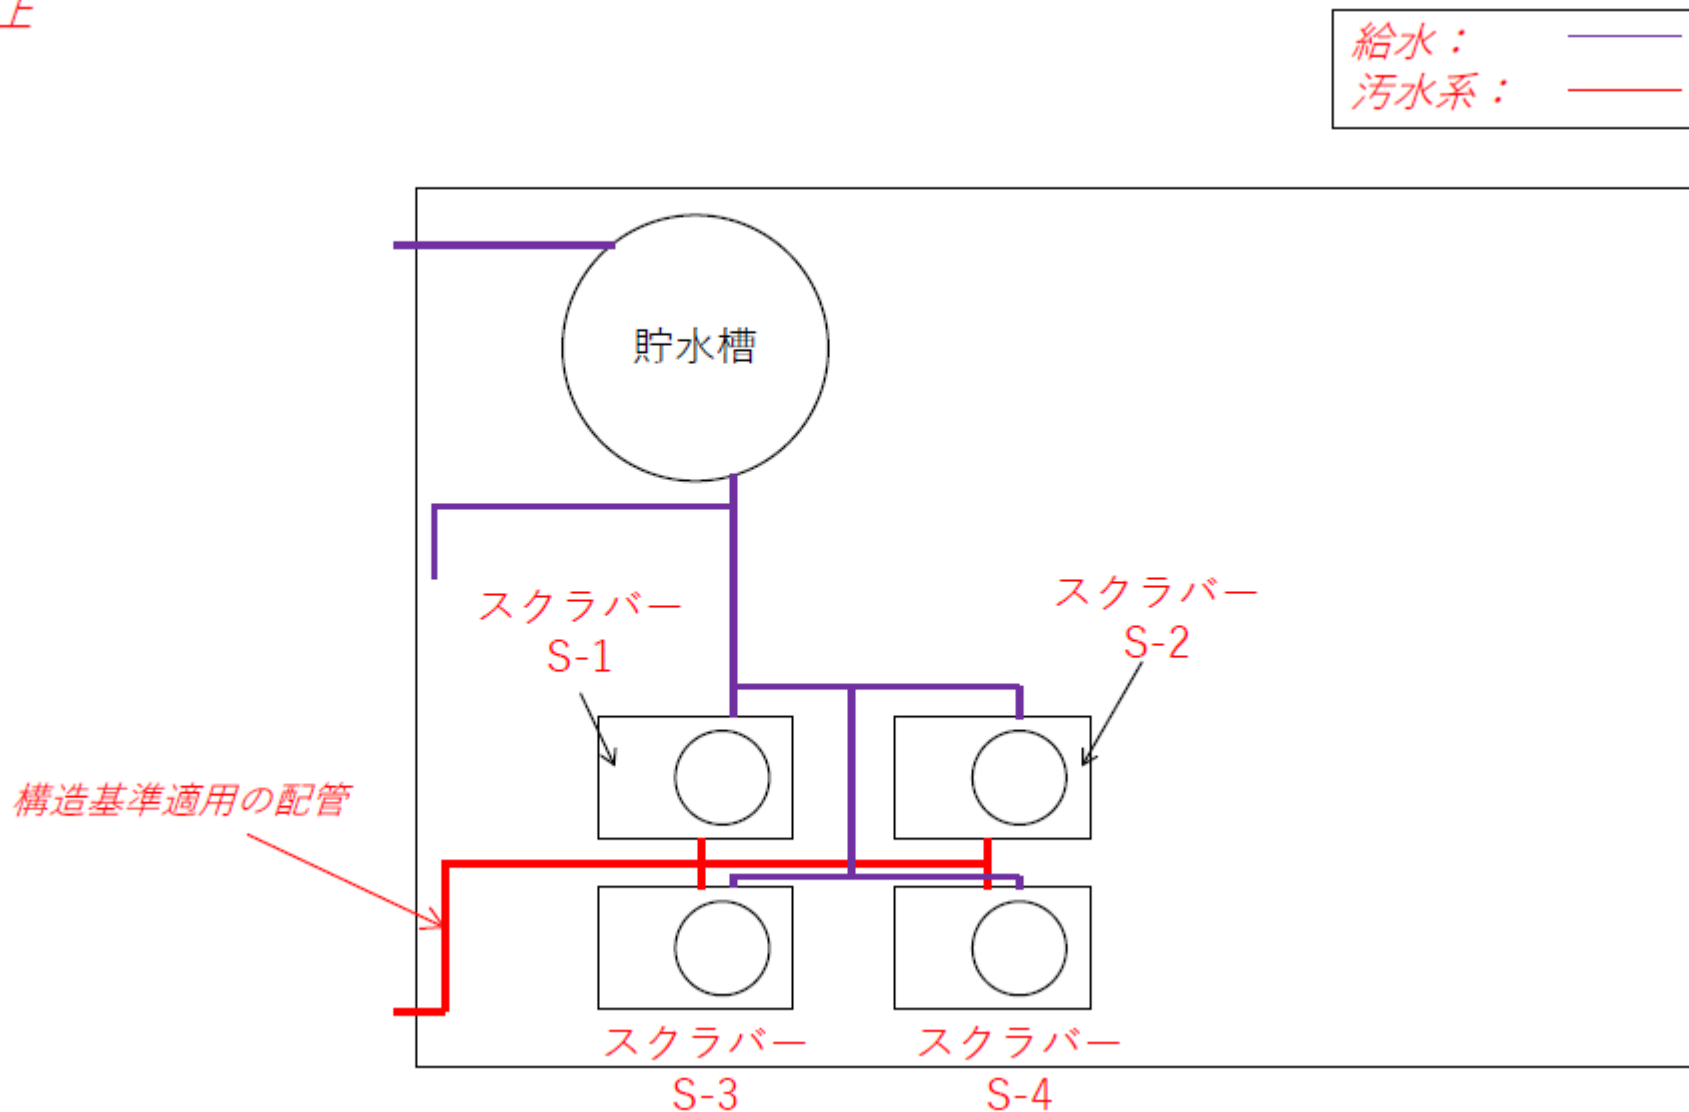 上
給水：
汚水系：
貯水槽
スクラバー
S-1
スクラバー
S-2
構造基準適用の配管
スクラバー
S-3
スクラバー
S-4